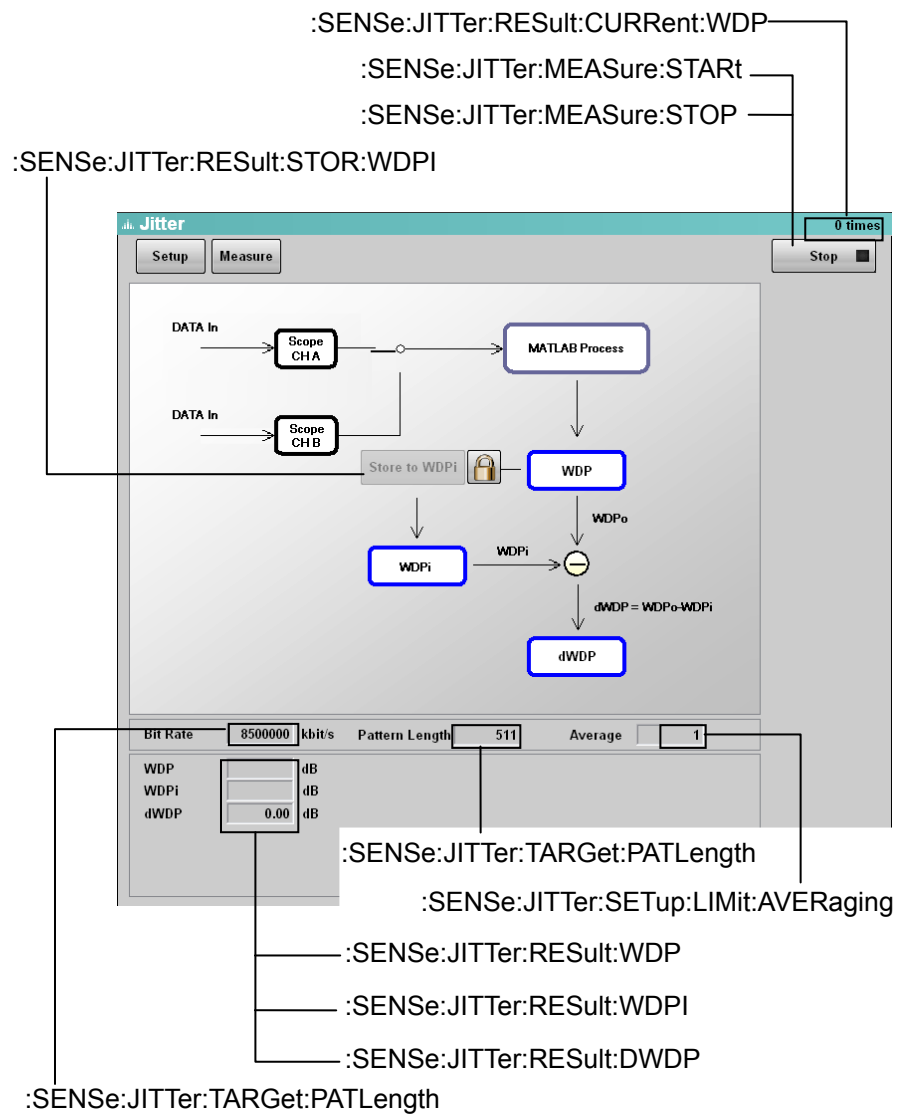 :SENSe:JITTer:RESult:CURRent:WDP
:SENSe:JITTer:MEASure:STARt
:SENSe:JITTer:MEASure:STOP
:SENSe:JITTer:RESult:STOR:WDPI
Jitter
0 times
Setup
Measure
Stop
DATA In
Scope
CH A
MATLAB Process
DATA In
Scope
CH B
Store to WDPi
WDP
WDPo
WDPi
WDPi
dWDP = WDPo-WDPi
dWDP
Bit Rate 8500000 kbit/s Pattern Length 511 Average 1
WDP dB
WDPi dB
dWDP 0.00 dB
:SENSe:JITTer:TARGet:PATLength
:SENSe:JITTer:SETup:LIMit:AVERaging
:SENSe:JITTer:RESult:WDP
:SENSe:JITTer:RESult:WDPI
:SENSe:JITTer:RESult:DWDP
:SENSe:JITTer:TARGet:PATLength